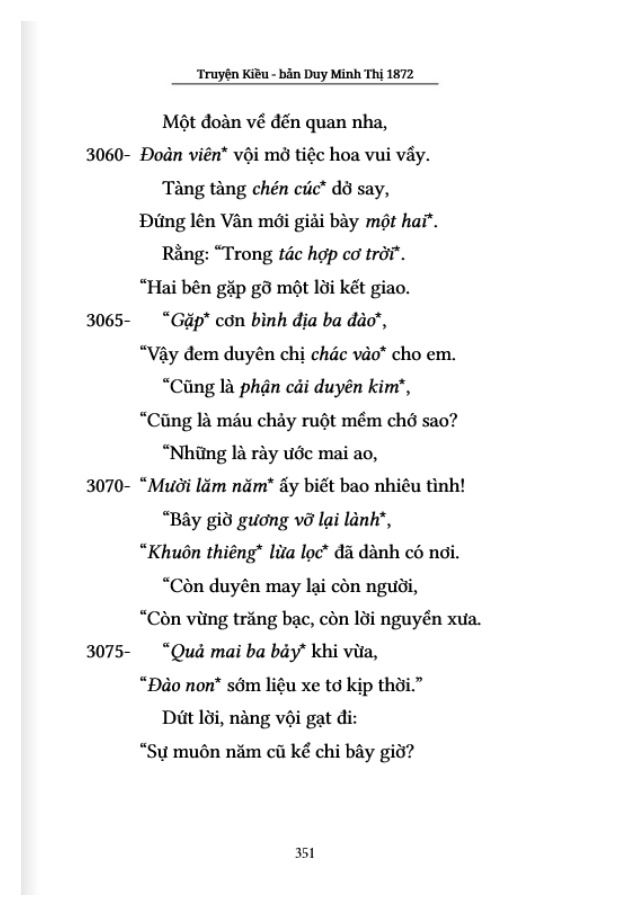 Truyện Kiều - bản Duy Minh Thị 1872
Một đoàn về đến quan nha,
3060- Đoàn viên* vội mở tiệc hoa vui vầy.
Tàng tàng chén cúc* dở say,
Đứng lên Vân mới giải bày một hai*.
Rằng: “Trong tác hợp cơ trời*.
“Hai bên gặp gỡ một lời kết giao.
3065- “Gặp* cơn bình địa ba đào*,
“Vậy đem duyên chị chác vào* cho em.
“Cũng là phận cải duyên kim*,
“Cũng là máu chảy ruột mềm chớ sao?
“Những là rày ước mai ao,
3070- “Mười lăm năm* ấy biết bao nhiêu tình!
“Bây giờ gương vỡ lại lành*,
“Khuôn thiêng* lừa lọc* đã dành có nơi.
“Còn duyên may lại còn người,
“Còn vừng trăng bạc, còn lời nguyền xưa.
3075- “Quả mai ba bảy* khi vừa,
“Đào non* sớm liệu xe tơ kịp thời.”
Dứt lời, nàng vội gạt đi:
“Sự muôn năm cũ kể chi bây giờ?
351